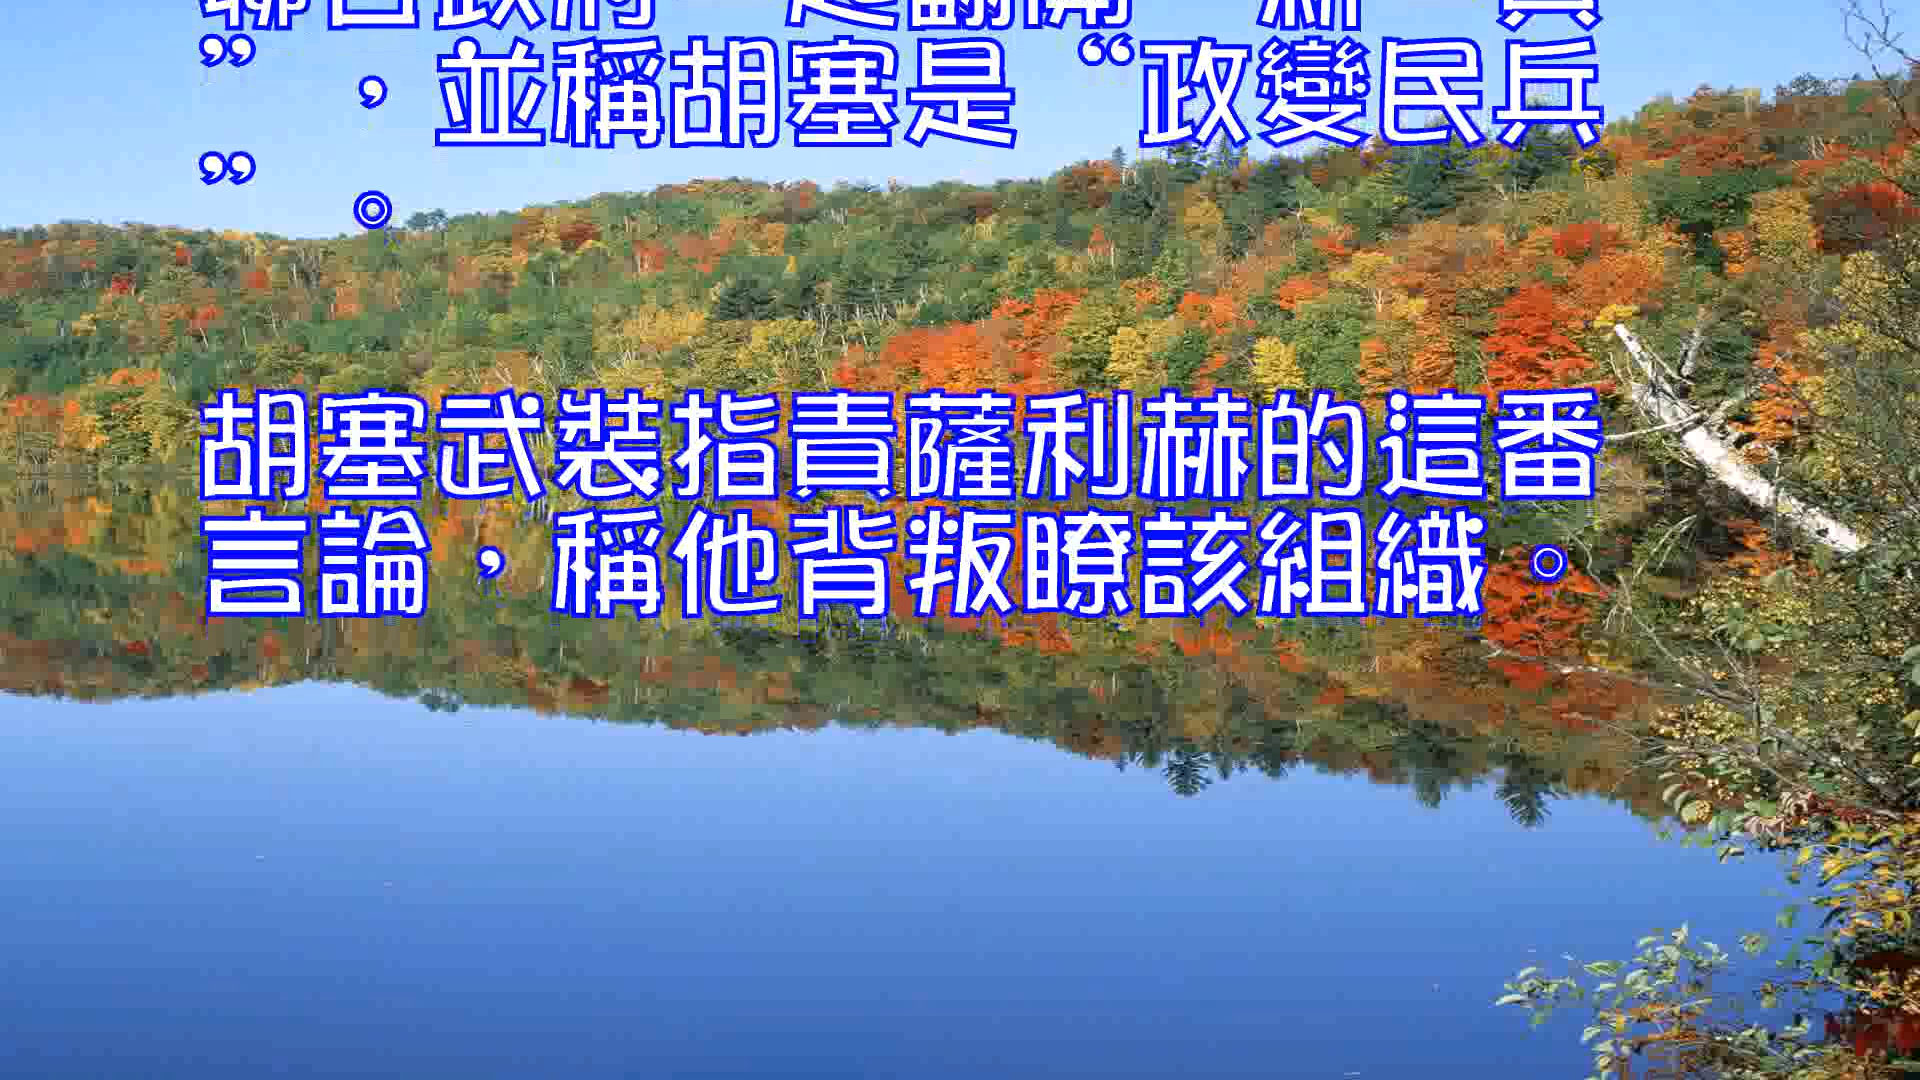 ”，並稱胡塞是“政變民兵
”。
胡塞武裝指責薩利赫的這番
言論，稱他背叛瞭該組織。